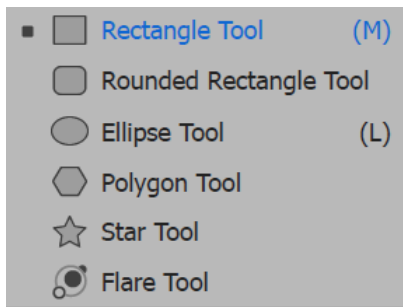 Rectangle Tool (M)
Rounded Rectangle Tool
Ellipse Tool (L)
Polygon Tool
Star Tool
Flare Tool